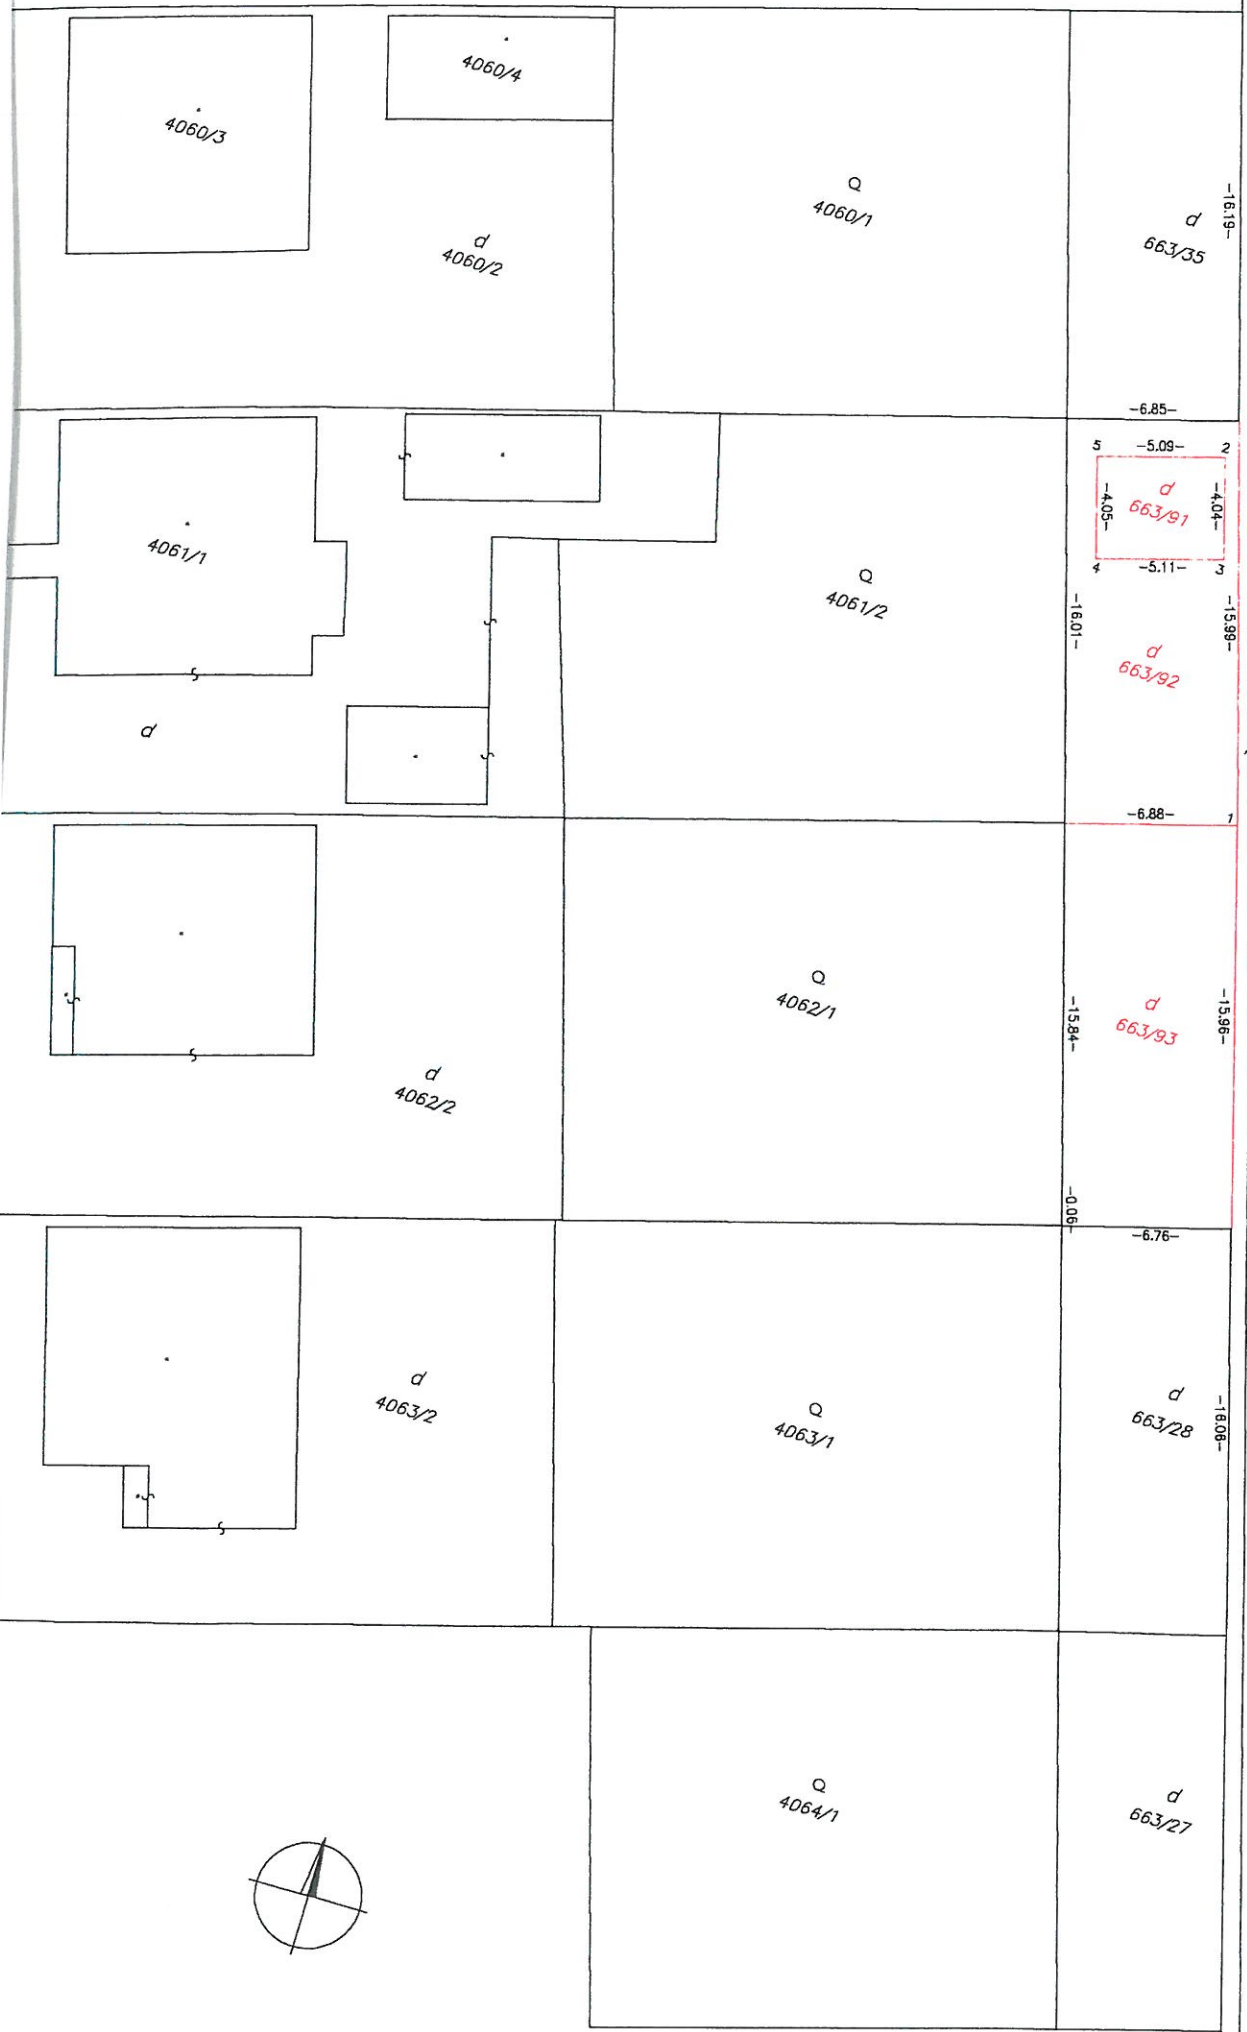 4060/4
4060/3
Q
4060/1
-16.19-
d
663/35
d
4060/2
-6.85-
5 -5.09- 2
-4.05-
d
663/91
-4.04-
4 -5.11- 3
4061/1
Q
4061/2
-16.01-
-15.99-
d
663/92
d
-6.88- 1
Q
4062/1
-15.84-
d
663/93
-15.96-
d
4062/2
-0.06-
-6.76-
d
4063/2
Q
4063/1
d
663/28
-16.06-
Q
4064/1
d
663/27